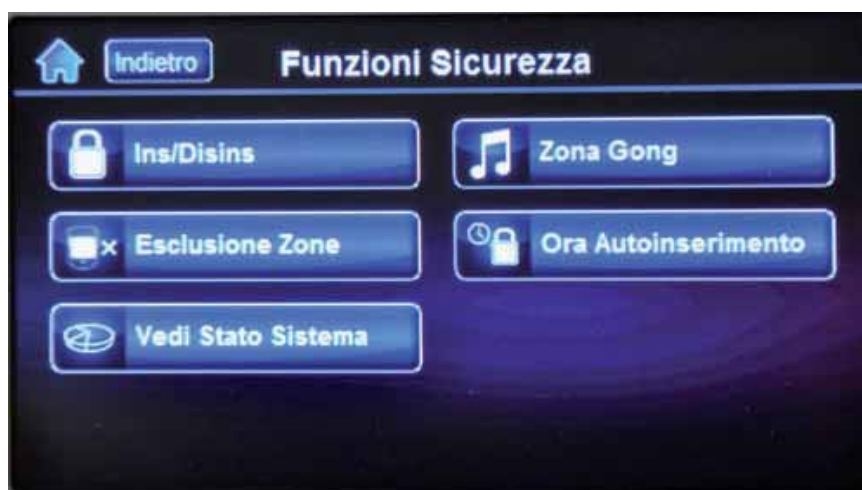 Indietro
Funzioni Sicurezza
Ins/Disins
Zona Gong
Esclusione Zone
Ora Autoinserimento
Vedi Stato Sistema